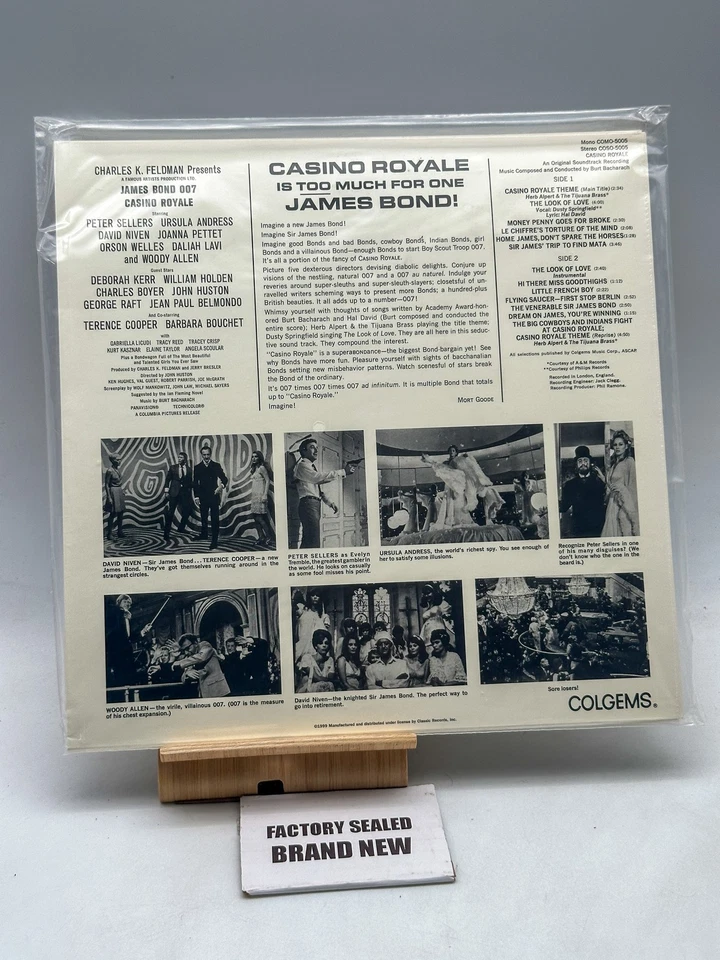 CHARLES K. FELDMAN Presents
A FAMOUS ARTISTS PRODUCTION LTD.
JAMES BOND 007
CASINO ROYALE
Starring
PETER SELLERS URSULA ANDRESS
DAVID NIVEN JOANNA PETTET
ORSON WELLES DALIAH LAVI
and WOODY ALLEN
Guest Stars
DEBORAH KERR WILLIAM HOLDEN
CHARLES BOYER JOHN HUSTON
GEORGE RAFT JEAN PAUL BELMONDO
And Co-starring
TERENCE COOPER BARBARA BOUCHET
with
GABRIELLA LICUDI TRACY REED TRACEY CRISP
KURT KASZNAR ELAINE TAYLOR ANGELA SCOULAR
Plus a Bondwagon Full of The Most Beautiful
and Talented Girls You Ever Saw
Produced by CHARLES K. FELDMAN and JERRY BRESLER
Directed by JOHN HUSTON
KEN HUGHES, VAL GUEST, ROBERT PARRISH, JOE McGRATH
Screenplay by WOLF MANKOWITZ, JOHN LAW, MICHAEL SAYERS
Suggested by the Ian Fleming Novel
Music by BURT BACHARACH
PANAVISION® TECHNICOLOR®
A COLUMBIA PICTURES RELEASE
CASINO ROYALE
IS TOO MUCH FOR ONE
JAMES BOND!
Imagine a new James Bond!
Imagine Sir James Bond!
Imagine good Bonds and bad Bonds, cowboy Bonds, Indian Bonds, girl
Bonds and a villainous Bond—enough Bonds to start Boy Scout Troop 007.
It's all a portion of the fancy of CASINO ROYALE.
Picture five dexterous directors devising diabolic delights. Conjure up
visions of the nestling, natural 007 and a 007 au naturel. Indulge your
reveries around super-sleuths and super-sleuth-slayers; closetsful of un-
ravelled writers scheming ways to present more Bonds; a hundred-plus
British beauties. It all adds up to a number—007!
Whimsy yourself with thoughts of songs written by Academy Award-hon-
ored Burt Bacharach and Hal David (Burt composed and conducted the
entire score); Herb Alpert & the Tijuana Brass playing the title theme;
Dusty Springfield singing The Look of Love. They are all here in this seduc-
tive sound track. They compound the interest.
"Casino Royale" is a superaBONDance—the biggest Bond-bargain yet! See
why Bonds have more fun. Pleasure yourself with sights of bacchanalian
Bonds setting new misbehavior patterns. Watch scenesful of stars break
the Bond of the ordinary.
It's 007 times 007 times 007 ad infinitum. It is multiple Bond that totals
up to "Casino Royale."
Imagine!
MORT GOODE
Mono COMO-5005
Stereo COSO-5005
CASINO ROYALE
An Original Soundtrack Recording
Music Composed and Conducted by Burt Bacharach
SIDE 1
CASINO ROYALE THEME (Main Title) (2:34)
Herb Alpert & The Tijuana Brass*
THE LOOK OF LOVE (4:00)
Vocal: Dusty Springfield**
Lyric: Hal David
MONEY PENNY GOES FOR BROKE (2:30)
LE CHIFFRE'S TORTURE OF THE MIND (2:08)
HOME JAMES, DON'T SPARE THE HORSES (1:28)
SIR JAMES' TRIP TO FIND MATA (3:46)
SIDE 2
THE LOOK OF LOVE (2:40)
Instrumental
HI THERE MISS GOODTHIGHS (1:12)
LITTLE FRENCH BOY (2:22)
FLYING SAUCER—FIRST STOP BERLIN (2:52)
THE VENERABLE SIR JAMES BOND (2:50)
DREAM ON JAMES, YOU'RE WINNING (1:15)
THE BIG COWBOYS AND INDIANS FIGHT
AT CASINO ROYALE;
CASINO ROYALE THEME (Reprise) (4:50)
Herb Alpert & The Tijuana Brass*
All selections published by Colgems Music Corp., ASCAP.
*Courtesy of A & M Records
**Courtesy of Philips Records
Recorded in London, England.
Recording Engineer: Jack Clegg.
Recording Producer: Phil Ramone.
DAVID NIVEN—Sir James Bond...TERENCE COOPER—a new
James Bond. They've got themselves running around in the
strangest circles.
PETER SELLERS as Evelyn
Tremble, the greatest gambler in
the world. He looks on casually
as some fool misses his point.
URSULA ANDRESS, the world's richest spy. You see enough of
her to satisfy some illusions.
Recognize Peter Sellers in one
of his many disguises? (We
don't know who the one in the
beard is.)
WOODY ALLEN—the virile, villainous 007. (007 is the measure
of his chest expansion.)
David Niven—the knighted Sir James Bond. The perfect way to
go into retirement.
Sore losers!
COLGEMS®
©1999 Manufactured and distributed under license by Classic Records, Inc.
FACTORY SEALED
BRAND NEW